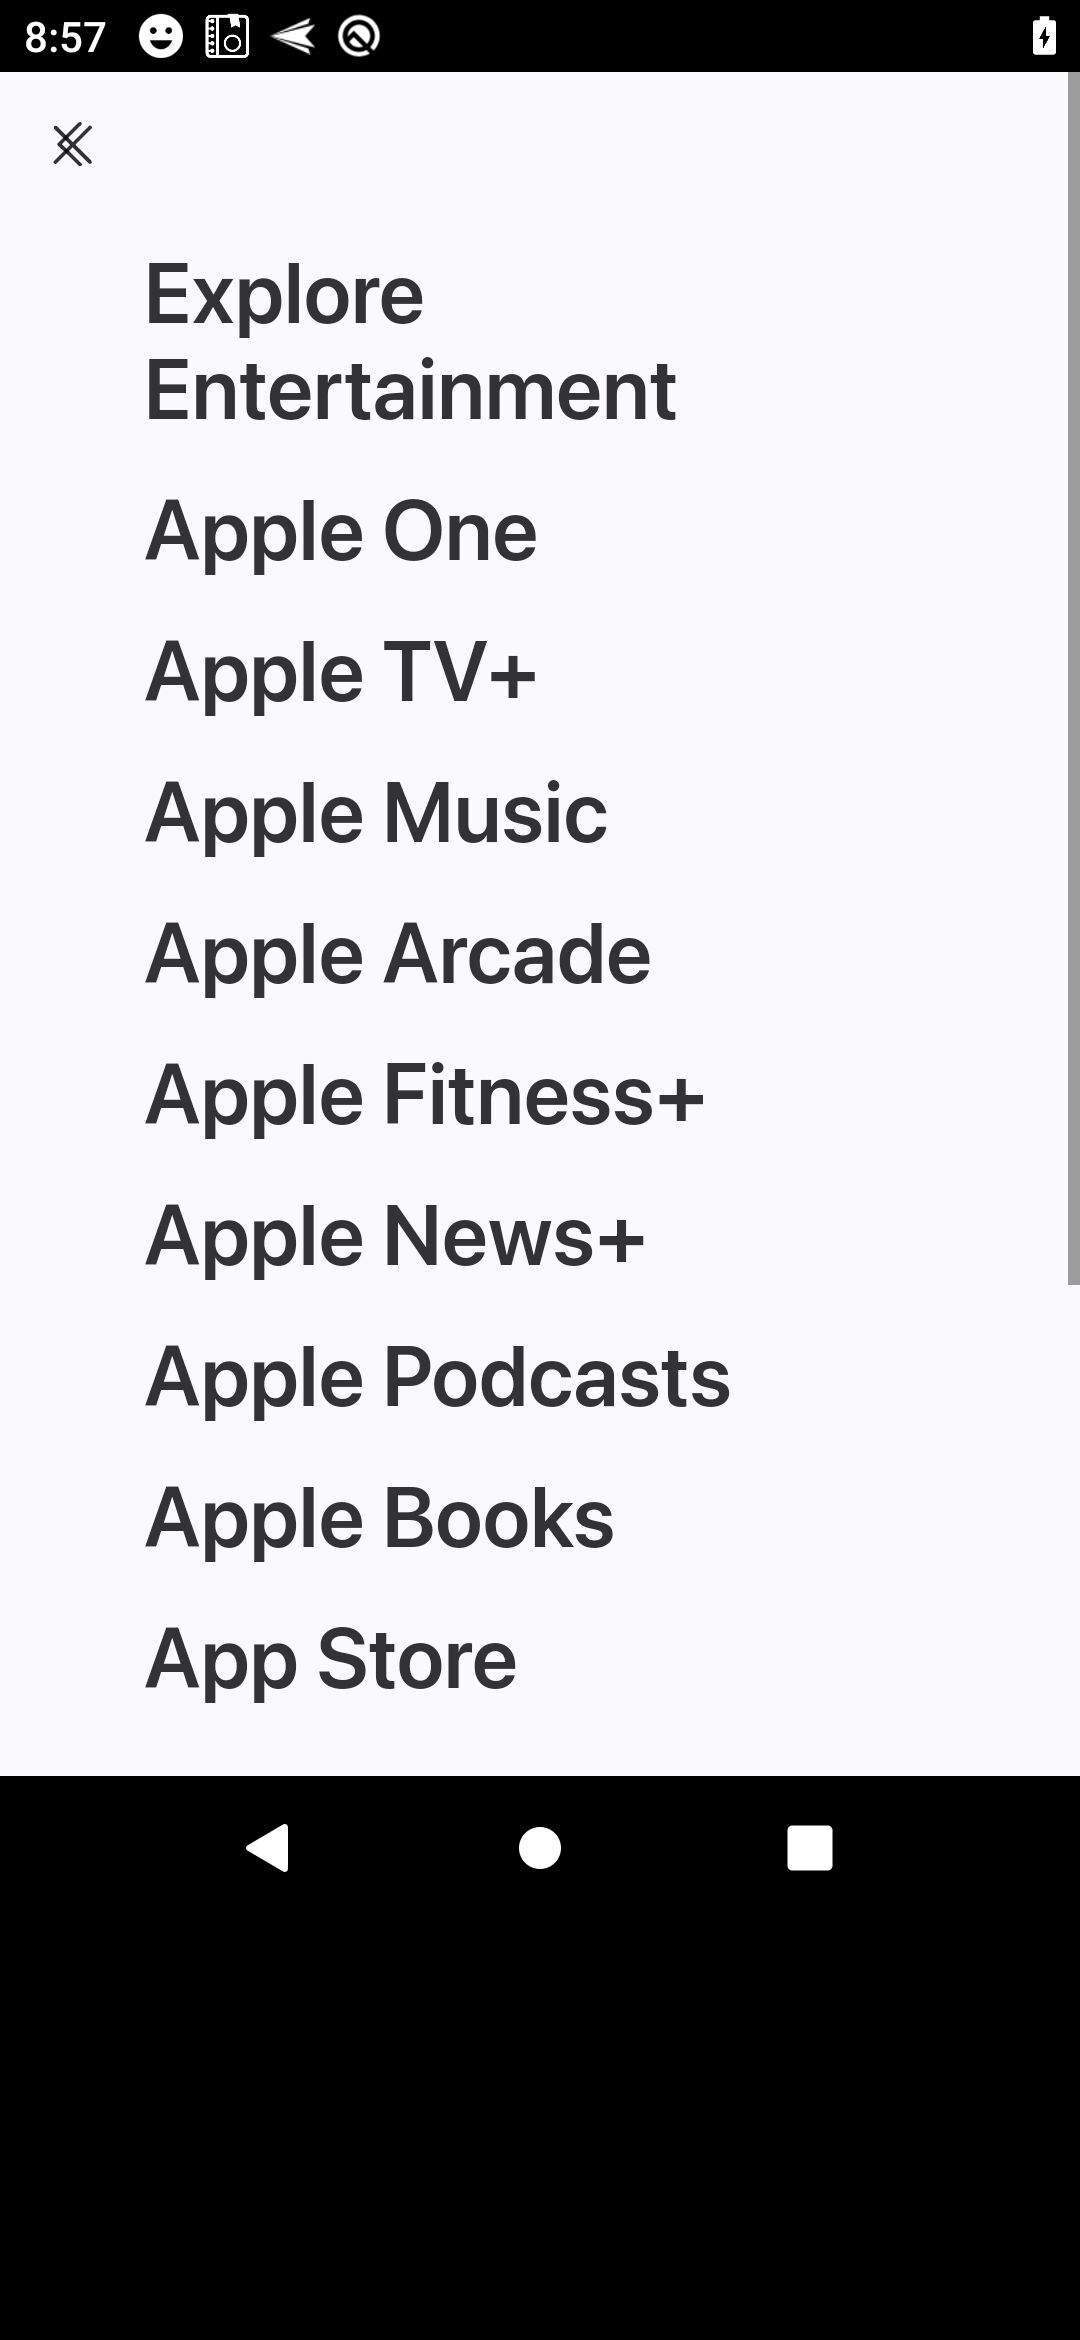 8:57
Explore
Entertainment
Apple One
Apple TV+
Apple Music
Apple Arcade
Apple Fitness+
Apple News+
Apple Podcasts
Apple Books
App Store